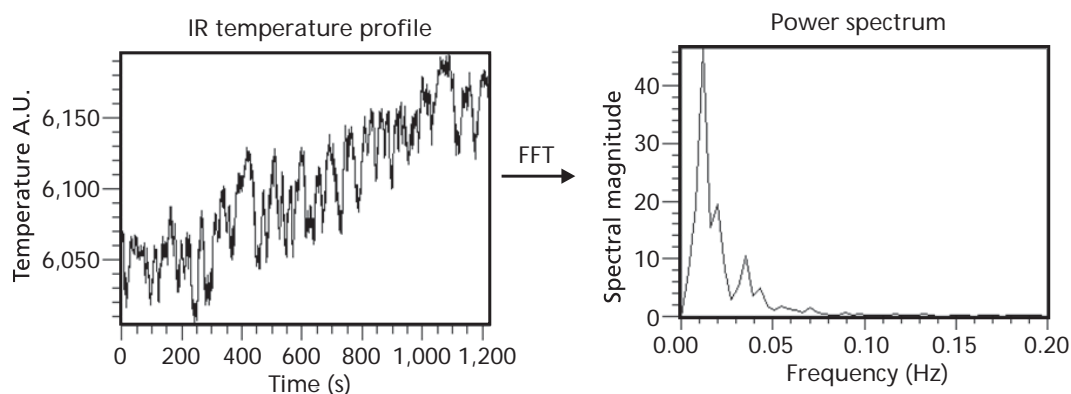 IR temperature profile
Temperature A.U.
6,150
6,100
6,050
0 200 400 600 800 1,000 1,200
Time (s)
FFT
Power spectrum
Spectral magnitude
40
30
20
10
0
0.00 0.05 0.10 0.15 0.20
Frequency (Hz)